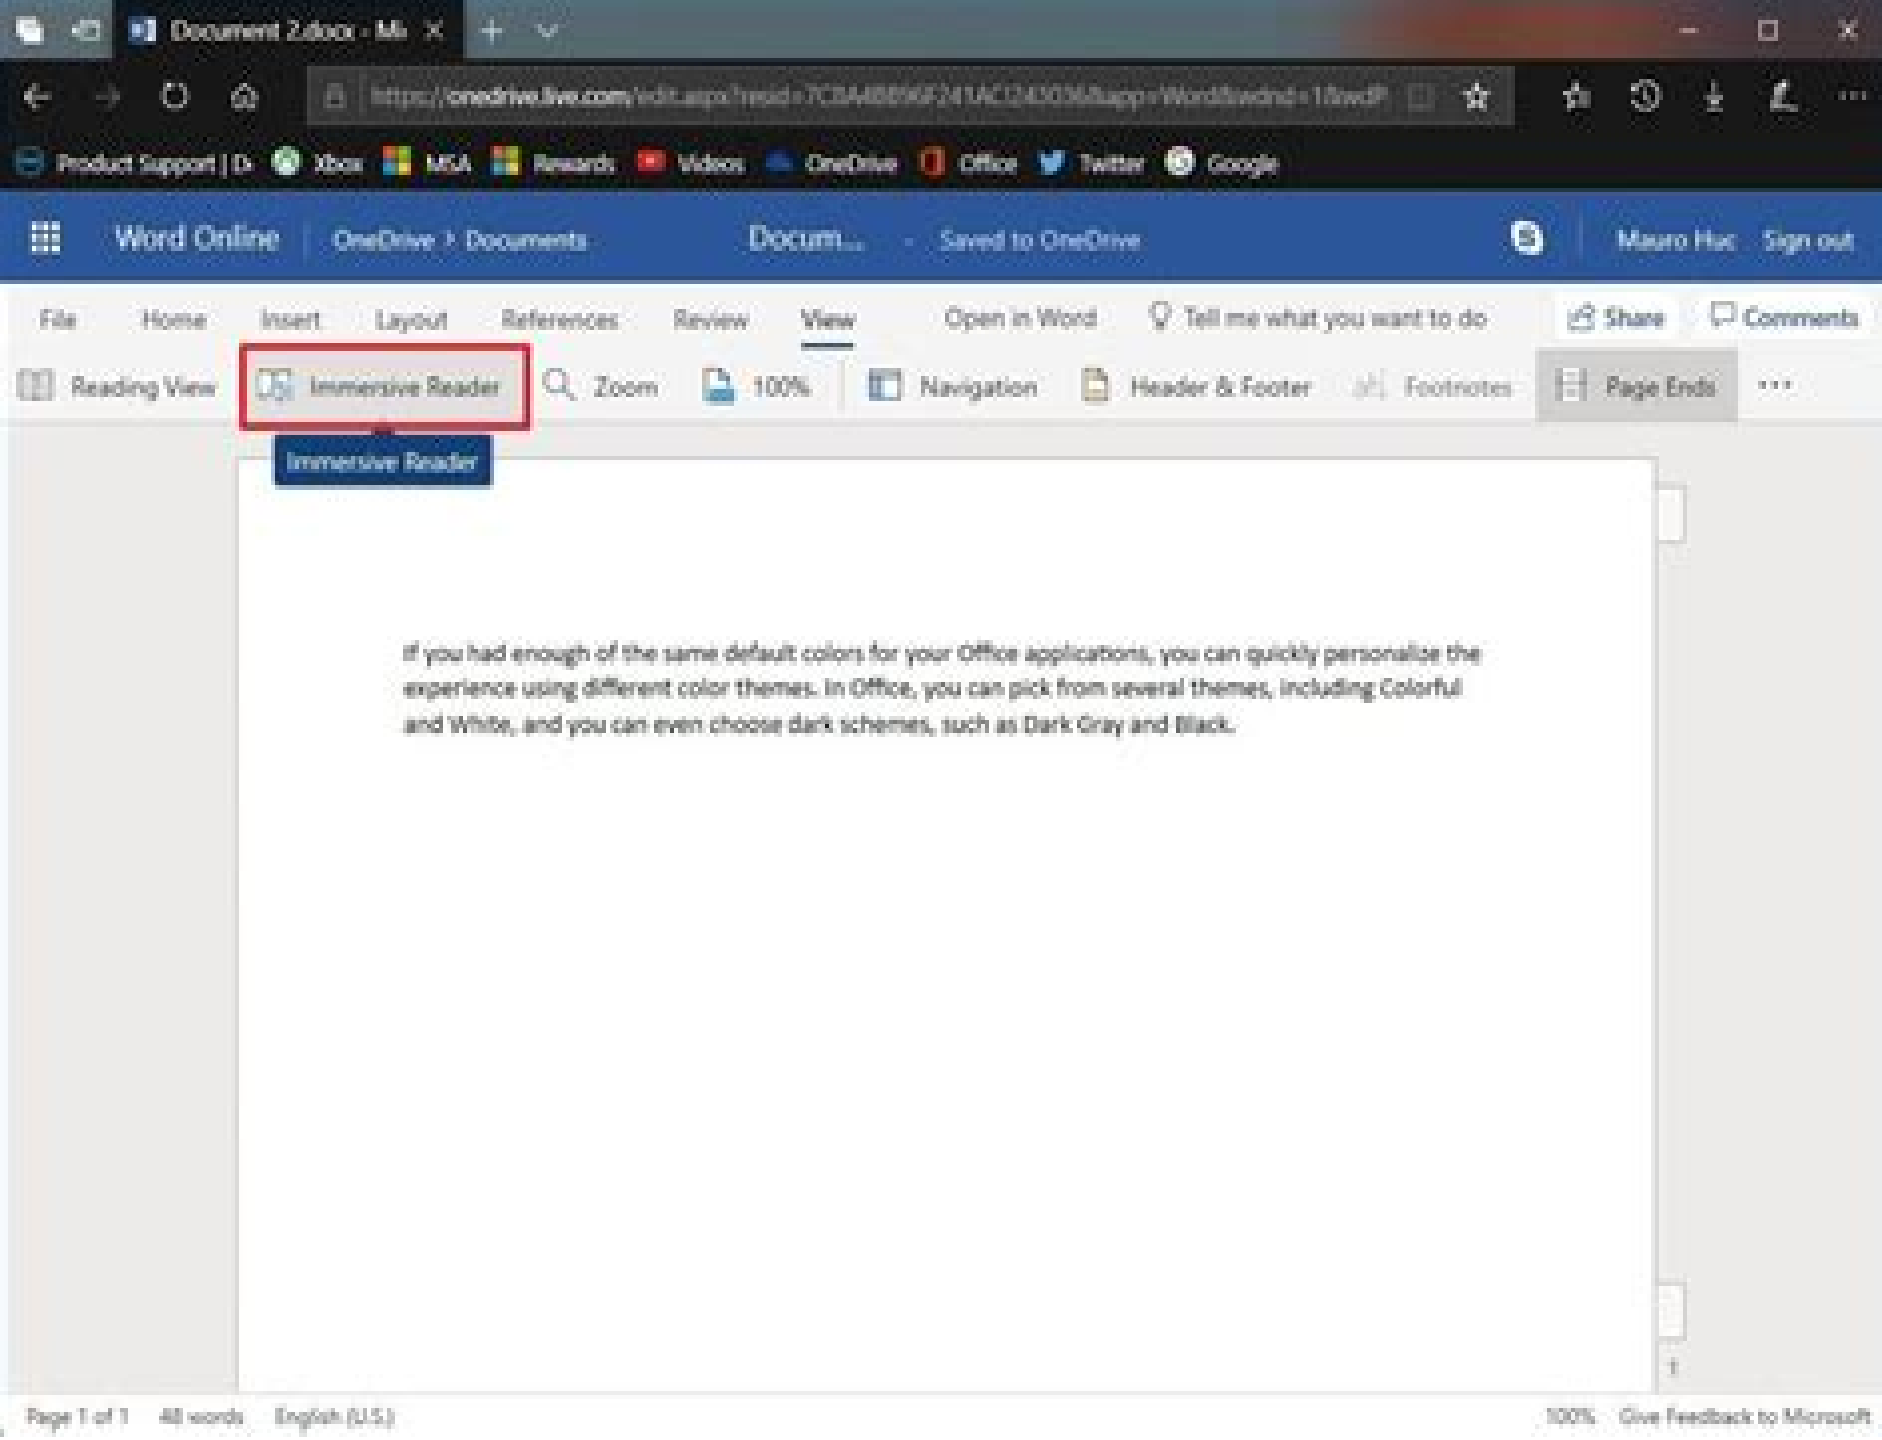 Document 2.docx - Mi
https://onedrive.live.com/edit.aspx?resid=
Product Support | D Xbox MSA Rewards Videos OneDrive Office Twitter Google
Word Online OneDrive > Documents Docum... - Saved to OneDrive Mauro Huc Sign out
File Home Insert Layout References Review View Open in Word Tell me what you want to do Share Comments
Reading View Immersive Reader Zoom 100% Navigation Header & Footer Footnotes Page Ends ...
Immersive Reader
If you had enough of the same default colors for your Office applications, you can quickly personalize the
experience using different color themes. In Office, you can pick from several themes, including Colorful
and White, and you can even choose dark schemes, such as Dark Gray and Black.
1
Page 1 of 1 48 words English (U.S.) 100% Give Feedback to Microsoft